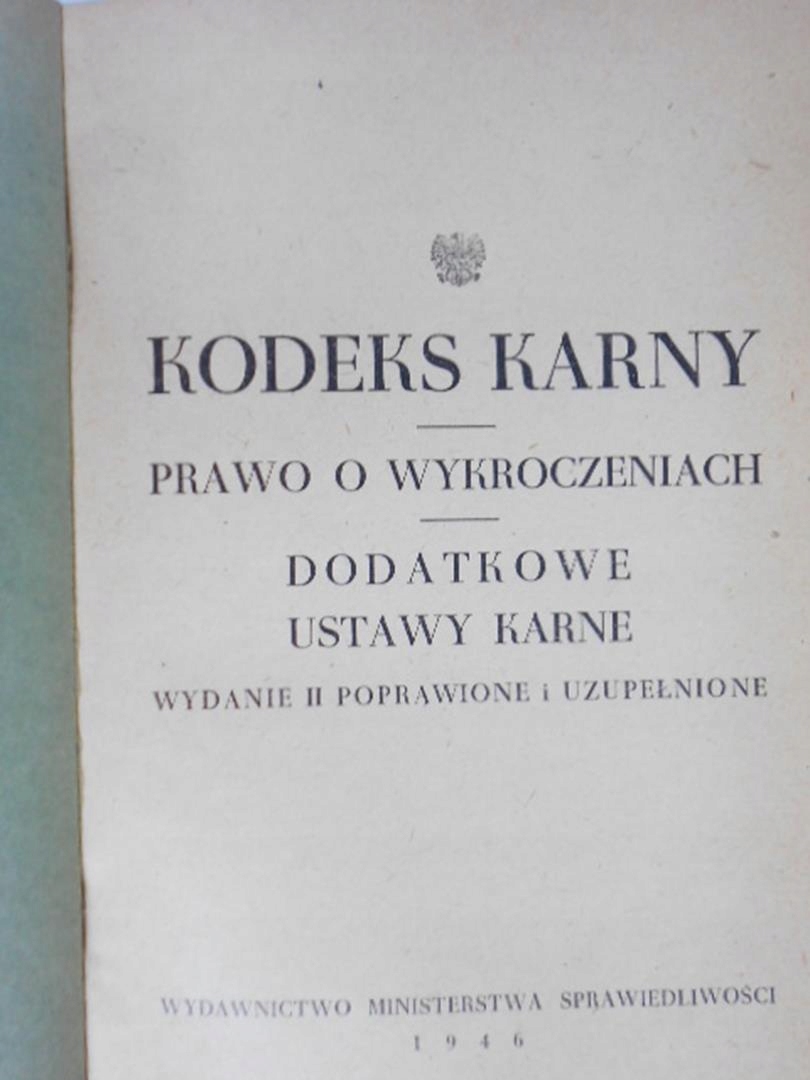 KODEKS KARNY
PRAWO O WYKROCZENIACH
DODATKOWE
USTAWY KARNE
WYDANIE II POPRAWIONE i UZUPEŁNIONE
WYDAWNICTWO MINISTERSTWA SPRAWIEDLIWOŚCI
1946